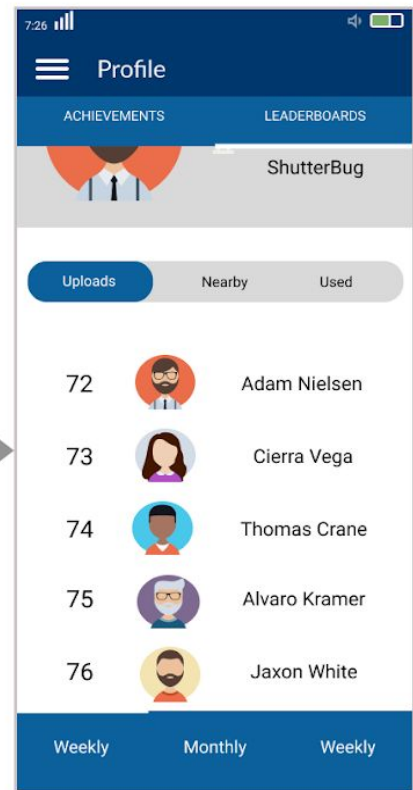 7:26
Profile
ACHIEVEMENTS LEADERBOARDS
ShutterBug
Uploads Nearby Used
72 Adam Nielsen
73 Cierra Vega
74 Thomas Crane
75 Alvaro Kramer
76 Jaxon White
Weekly Monthly Weekly